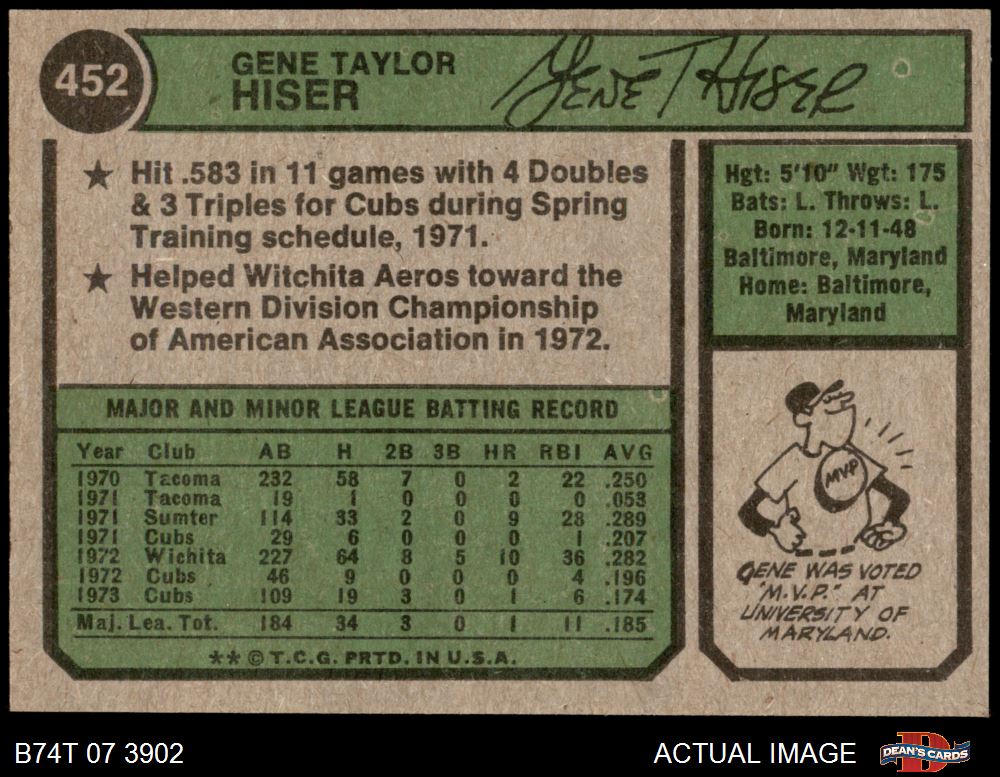 452
GENE TAYLOR
HISER
Gene T Hiser
★ Hit .583 in 11 games with 4 Doubles
& 3 Triples for Cubs during Spring
Training schedule, 1971.
★ Helped Witchita Aeros toward the
Western Division Championship
of American Association in 1972.
Hgt: 5'10" Wgt: 175
Bats: L. Throws: L.
Born: 12-11-48
Baltimore, Maryland
Home: Baltimore,
Maryland
MAJOR AND MINOR LEAGUE BATTING RECORD
Year Club AB H 2B 3B HR RBI AVG
1970 Tacoma 232 58 7 0 2 22 .250
1971 Tacoma 19 1 0 0 0 0 .053
1971 Sumter 114 33 2 0 9 28 .289
1971 Cubs 29 6 0 0 0 1 .207
1972 Wichita 227 64 8 5 10 36 .282
1972 Cubs 46 9 0 0 0 4 .196
1973 Cubs 109 19 3 0 1 6 .174
Maj. Lea. Tot. 184 34 3 0 1 11 .185
** © T.C.G. PRTD. IN U.S.A.
MVP
GENE WAS VOTED
"M.V.P." AT
UNIVERSITY OF
MARYLAND.
B74T 07 3902
ACTUAL IMAGE
DEAN'S CARDS